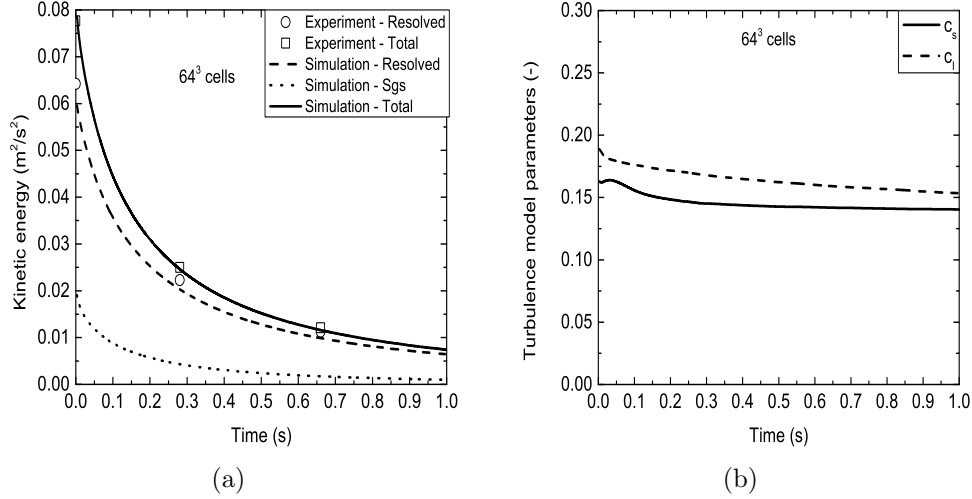 0.08
0.07
0.06
0.05
0.04
0.03
0.02
0.01
0.00
Kinetic energy (m²/s²)
Experiment - Resolved
Experiment - Total
Simulation - Resolved
Simulation - Sgs
Simulation - Total
64³ cells
0.0 0.1 0.2 0.3 0.4 0.5 0.6 0.7 0.8 0.9 1.0
Time (s)
(a)
0.30
0.25
0.20
0.15
0.10
0.05
0.00
Turbulence model parameters (-)
64³ cells
Cs
Cl
0.0 0.1 0.2 0.3 0.4 0.5 0.6 0.7 0.8 0.9 1.0
Time (s)
(b)